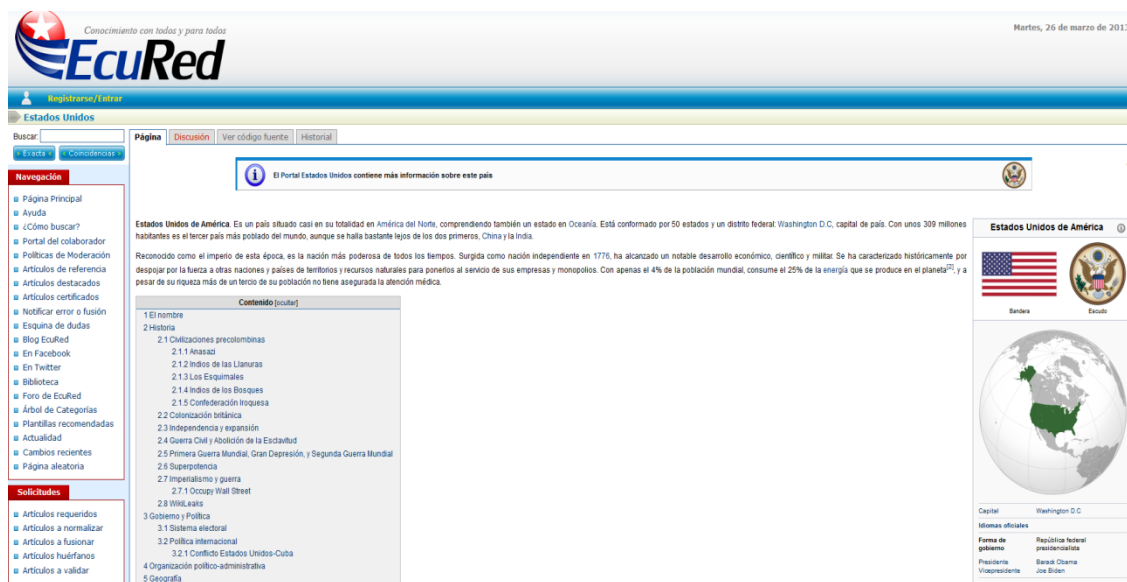 Conocimiento con todos y para todos
EcuRed
Martes, 26 de marzo de 2013
Registrarse/Entrar
Estados Unidos
Buscar:
Exacta
Coincidencias
Navegación
Página Principal
Ayuda
¿Cómo buscar?
Portal del colaborador
Políticas de Moderación
Artículos de referencia
Artículos destacados
Artículos certificados
Notificar error o fusión
Esquina de dudas
Blog EcuRed
En Facebook
En Twitter
Biblioteca
Foro de EcuRed
Árbol de Categorías
Plantillas recomendadas
Actualidad
Cambios recientes
Página aleatoria
Solicitudes
Artículos requeridos
Artículos a normalizar
Artículos a fusionar
Artículos huérfanos
Artículos a validar
Página Discusión Ver código fuente Historial
El Portal Estados Unidos contiene más información sobre este país
Estados Unidos de América. Es un país situado casi en su totalidad en América del Norte, comprendiendo también un estado en Oceanía. Está conformado por 50 estados y un distrito federal: Washington D.C, capital de país. Con unos 309 millones
habitantes es el tercer país más poblado del mundo, aunque se halla bastante lejos de los dos primeros, China y la India.
Reconocido como el imperio de esta época, es la nación más poderosa de todos los tiempos. Surgida como nación independiente en 1776, ha alcanzado un notable desarrollo económico, científico y militar. Se ha caracterizado históricamente por
despojar por la fuerza a otras naciones y países de territorios y recursos naturales para ponerlos al servicio de sus empresas y monopolios. Con apenas el 4% de la población mundial, consume el 25% de la energía que se produce en el planeta[2], y a
pesar de su riqueza más de un tercio de su población no tiene asegurada la atención médica.
Contenido [ocultar]
1 El nombre
2 Historia
2.1 Civilizaciones precolombinas
2.1.1 Anasazi
2.1.2 Indios de las Llanuras
2.1.3 Los Esquimales
2.1.4 Indios de los Bosques
2.1.5 Confederación Iroquesa
2.2 Colonización británica
2.3 Independencia y expansión
2.4 Guerra Civil y Abolición de la Esclavitud
2.5 Primera Guerra Mundial, Gran Depresión, y Segunda Guerra Mundial
2.6 Superpotencia
2.7 Imperialismo y guerra
2.7.1 Occupy Wall Street
2.8 WikiLeaks
3 Gobierno y Política
3.1 Sistema electoral
3.2 Política internacional
3.2.1 Conflicto Estados Unidos-Cuba
4 Organización político-administrativa
5 Geografía
Estados Unidos de América
Bandera Escudo
Capital Washington D.C
Idiomas oficiales
Forma de gobierno República federal presidencialista
Presidente Barack Obama
Vicepresidente Joe Biden